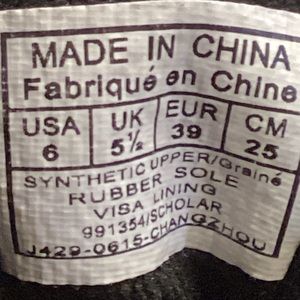 MADE IN CHINA
Fabriqué en Chine
USA UK EUR CM
6 5½ 39 25
SYNTHETIC UPPER/Grainé
RUBBER SOLE
VISA LINING
991354/SCHOLAR
J429-0615-CHANGZHOU